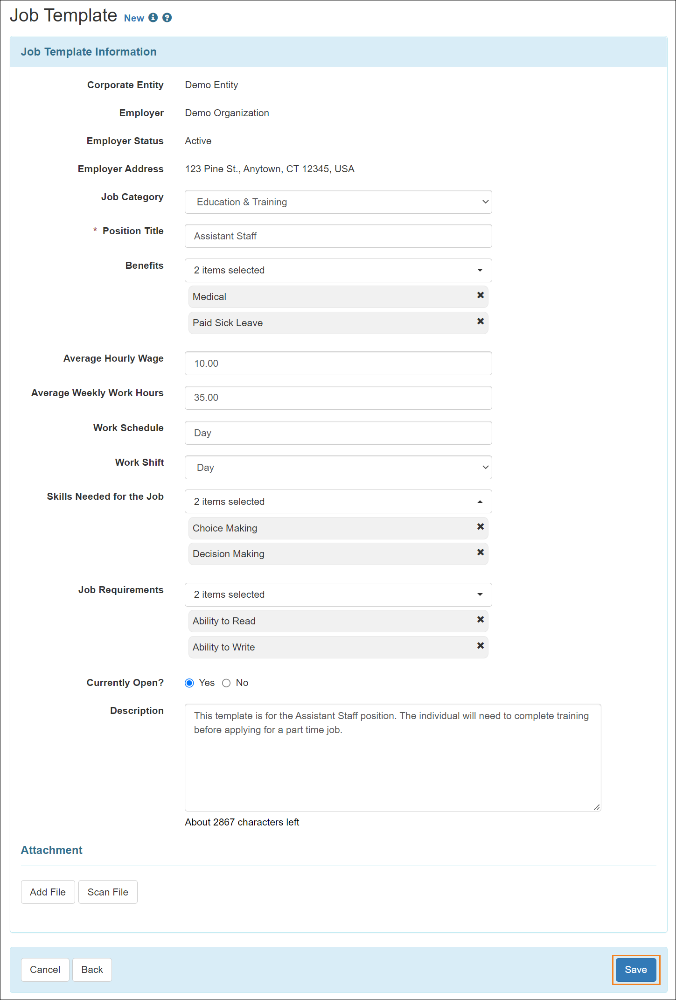 Job Template New
Job Template Information
Corporate Entity Demo Entity
Employer Demo Organization
Employer Status Active
Employer Address 123 Pine St., Anytown, CT 12345, USA
Job Category Education & Training
* Position Title Assistant Staff
Benefits 2 items selected
Medical
Paid Sick Leave
Average Hourly Wage 10.00
Average Weekly Work Hours 35.00
Work Schedule Day
Work Shift Day
Skills Needed for the Job 2 items selected
Choice Making
Decision Making
Job Requirements 2 items selected
Ability to Read
Ability to Write
Currently Open? Yes No
Description This template is for the Assistant Staff position. The individual will need to complete training
before applying for a part time job.
About 2867 characters left
Attachment
Add File Scan File
Cancel Back Save